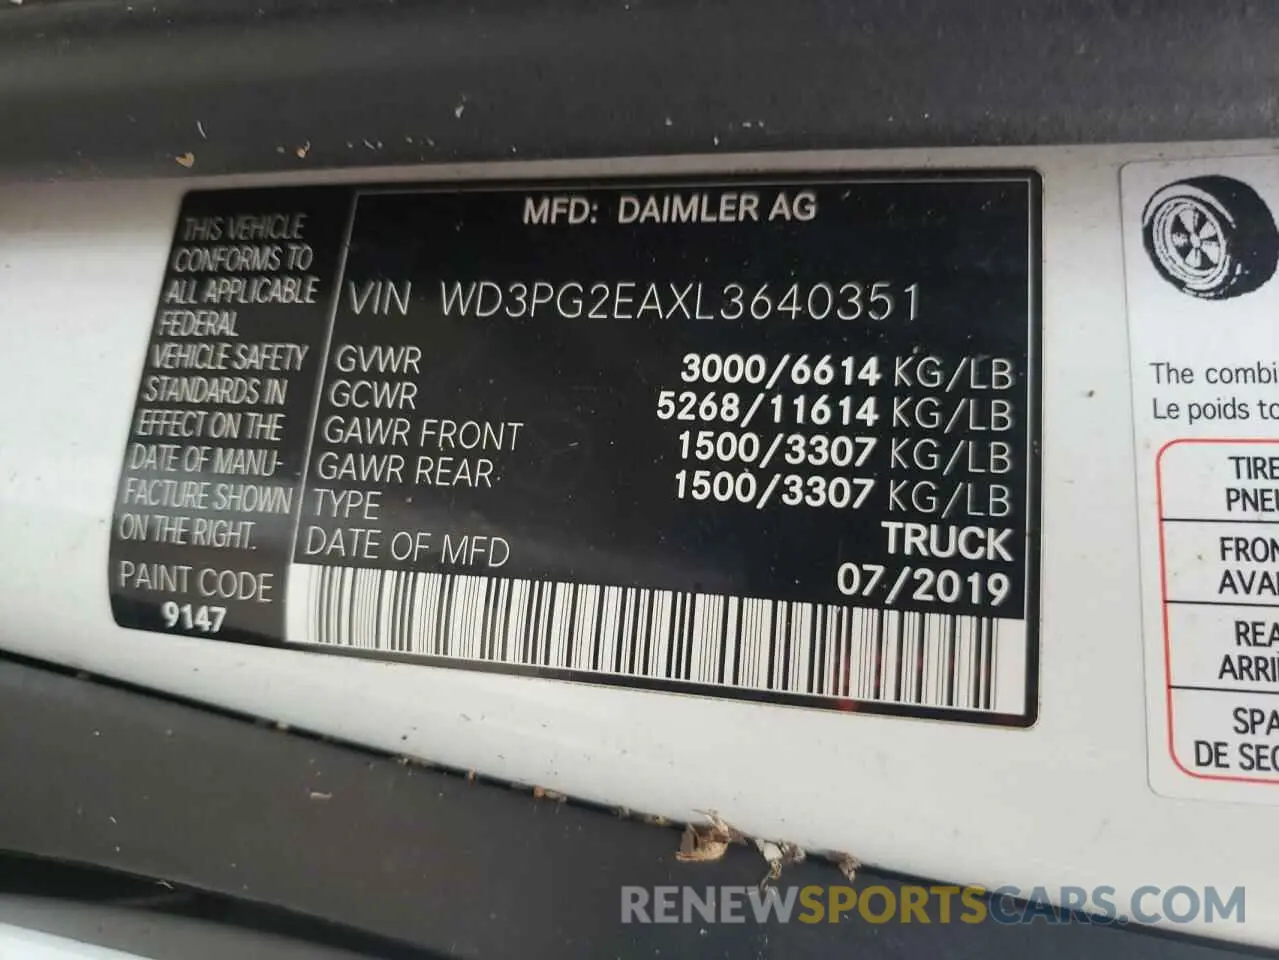 THIS VEHICLE
CONFORMS TO
ALL APPLICABLE
FEDERAL
VEHICLE SAFETY
STANDARDS IN
EFFECT ON THE
DATE OF MANU-
FACTURE SHOWN
ON THE RIGHT.
PAINT CODE
9147
MFD: DAIMLER AG
VIN WD3PG2EAXL3640351
GVWR 3000/6614 KG/LB
GCWR 5268/11614 KG/LB
GAWR FRONT 1500/3307 KG/LB
GAWR REAR 1500/3307 KG/LB
TYPE TRUCK
DATE OF MFD 07/2019
The combi
Le poids to
TIRE
PNEU
FRON
AVA
REA
ARRI
SPA
DE SEC
RENEWSPORTSCARS.COM